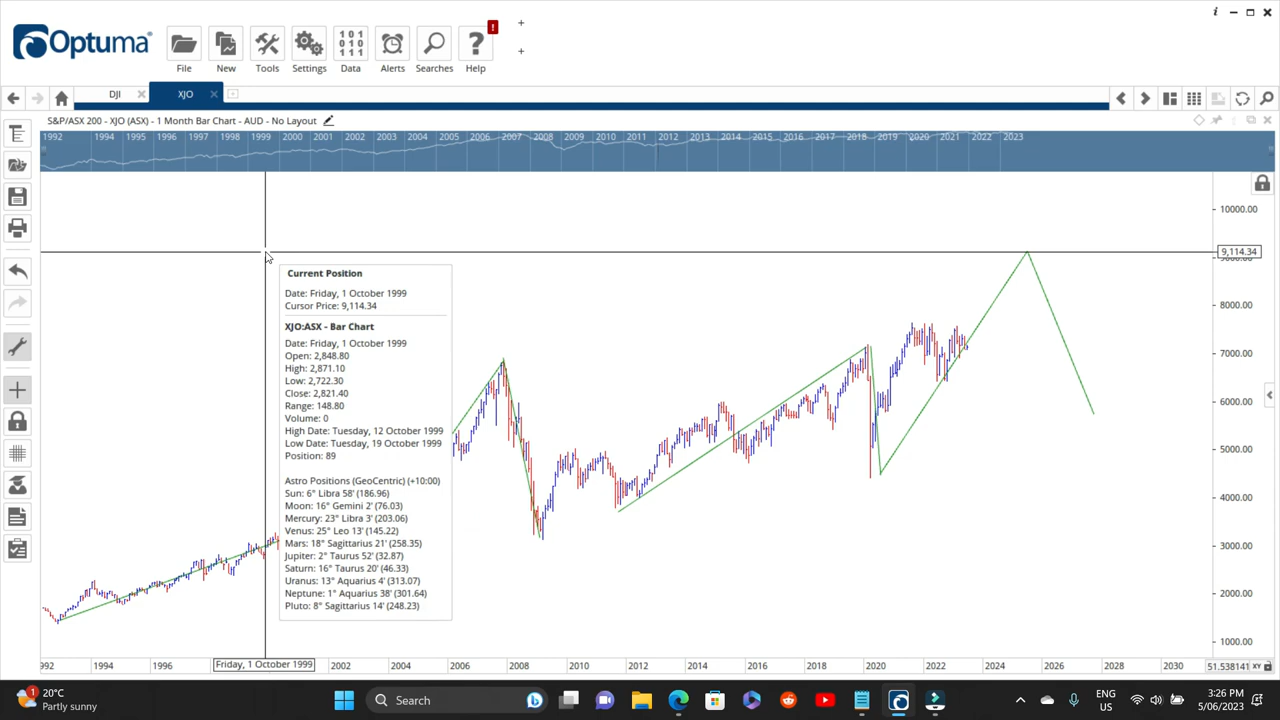 Optuma
File
New
Tools
Settings
Data
Alerts
Searches
Help
DJI
XJO
S&P/ASX 200 - XJO (ASX) - 1 Month Bar Chart - AUD - No Layout
1992 1994 1995 1996 1997 1998 1999 2000 2001 2002 2003 2004 2005 2006 2007 2008 2009 2010 2011 2012 2013 2014 2015 2016 2017 2018 2019 2020 2021 2022 2023
10000.00
9,114.34
8000.00
7000.00
6000.00
5000.00
4000.00
3000.00
2000.00
1000.00
Current Position
Date: Friday, 1 October 1999
Cursor Price: 9,114.34
XJO:ASX - Bar Chart
Date: Friday, 1 October 1999
Open: 2,848.80
High: 2,871.10
Low: 2,722.30
Close: 2,821.40
Range: 148.80
Volume: 0
High Date: Tuesday, 12 October 1999
Low Date: Tuesday, 19 October 1999
Position: 89
Astro Positions (GeoCentric) (+10:00)
Sun: 6° Libra 58' (186.96)
Moon: 16° Gemini 2' (76.03)
Mercury: 23° Libra 3' (203.06)
Venus: 25° Leo 13' (145.22)
Mars: 18° Sagittarius 21' (258.35)
Jupiter: 2° Taurus 52' (32.87)
Saturn: 16° Taurus 20' (46.33)
Uranus: 13° Aquarius 4' (313.07)
Neptune: 1° Aquarius 38' (301.64)
Pluto: 8° Sagittarius 14' (248.23)
992 1994 1996 Friday, 1 October 1999 2002 2004 2006 2008 2010 2012 2014 2016 2018 2020 2022 2024 2026 2028 2030 51.538141 XY
1
20°C
Partly sunny
Search
ENG
US
3:26 PM
5/06/2023